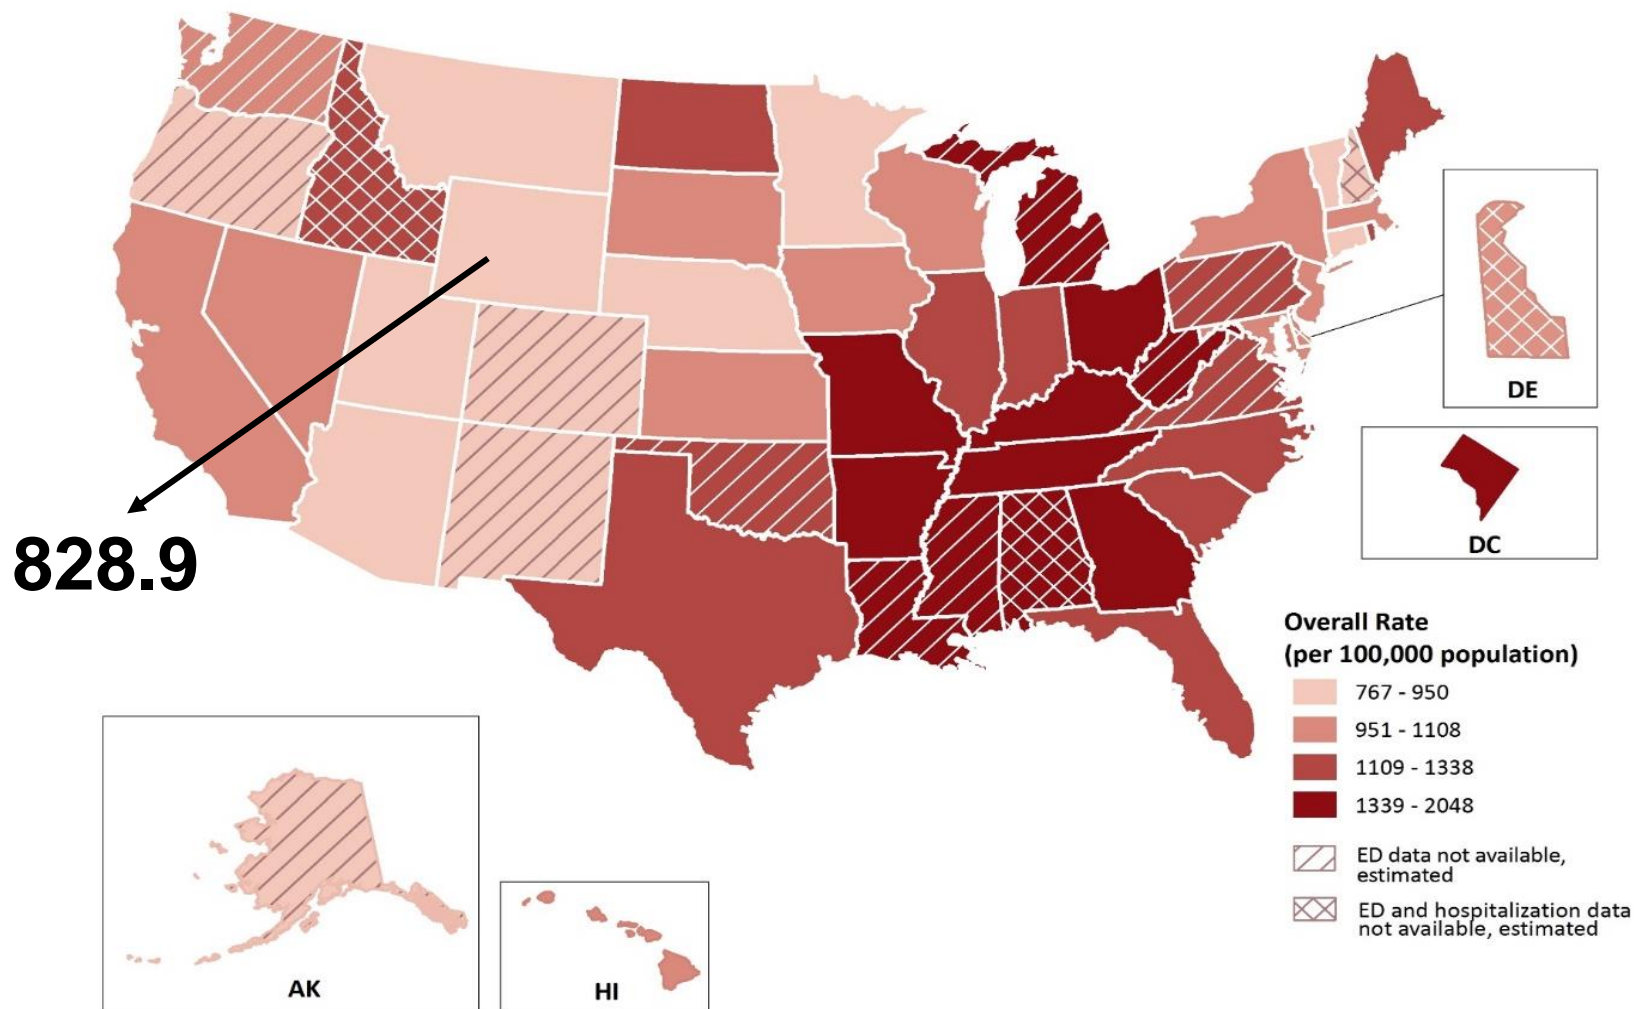 828.9
DE
DC
Overall Rate
(per 100,000 population)
767 - 950
951 - 1108
1109 - 1338
1339 - 2048
ED data not available,
estimated
ED and hospitalization data
not available, estimated
AK
HI